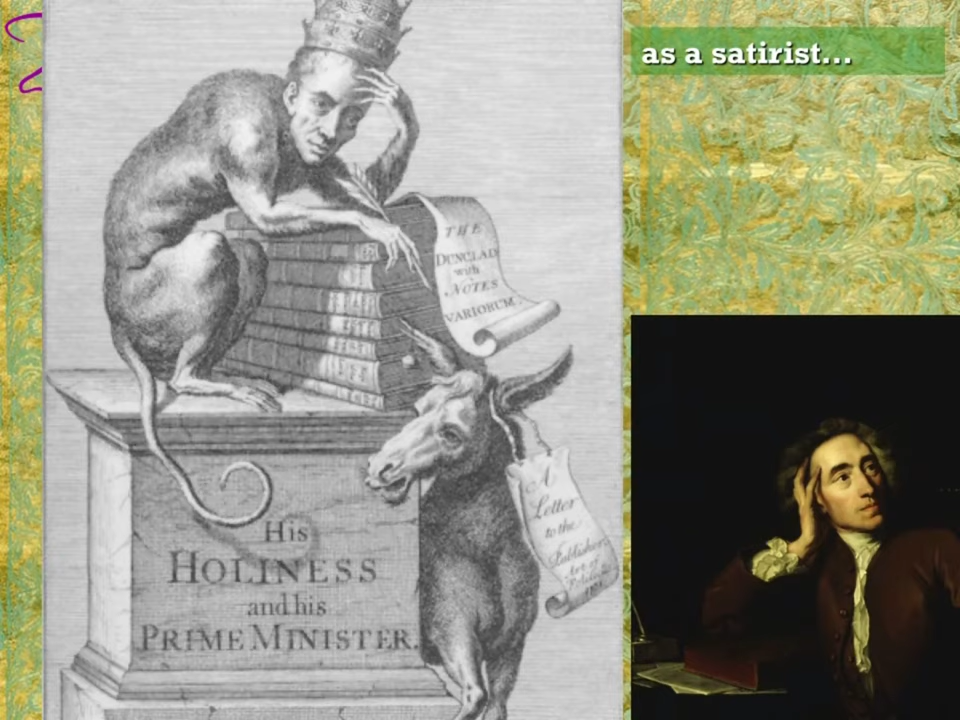 as a satirist...
THE
DUNCIAD
with
NOTES
VARIORUM.
A
Letter
to the
Publisher
His
HOLINESS
and his
PRIME MINISTER.